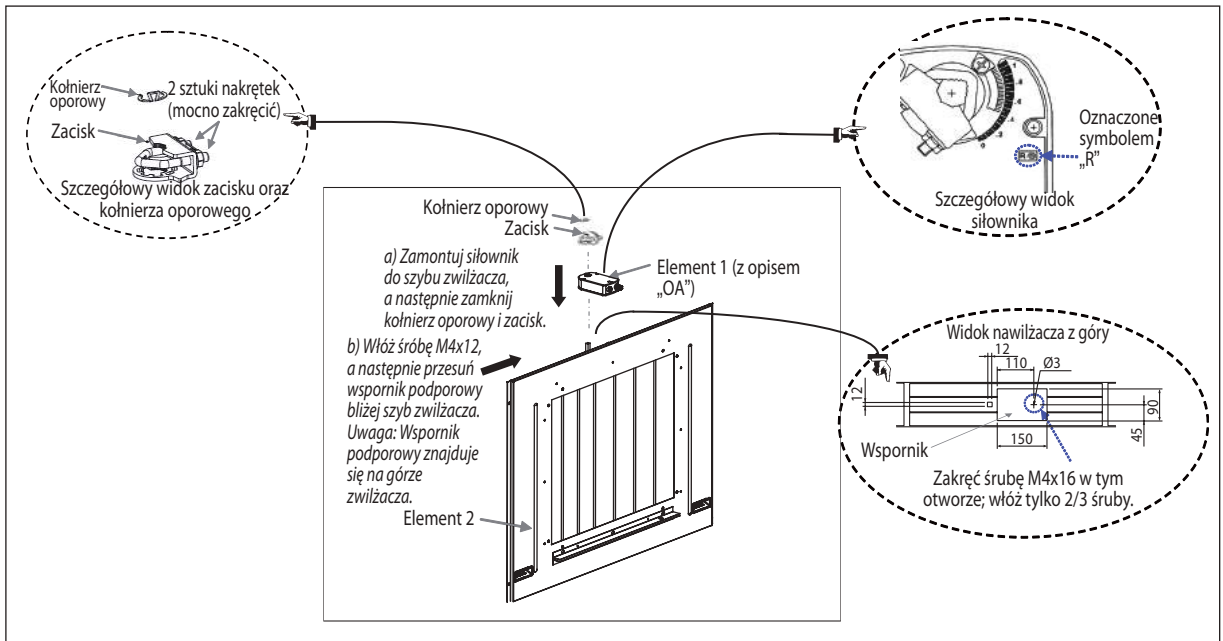 Kołnierz
oporowy
2 sztuki nakrętek
(mocno zakręcić)
Zacisk
Szczegółowy widok zacisku oraz
kołnierza oporowego
Oznaczone
symbolem
„R”
Szczegółowy widok
siłownika
Kołnierz oporowy
Zacisk
a) Zamontuj siłownik
do szybu zwilżacza,
a następnie zamknij
kołnierz oporowy i zacisk.
Element 1 (z opisem
„OA”)
b) Włóż śróbę M4x12,
a następnie przesuń
wspornik podporowy
bliżej szyb zwilżacza.
Uwaga: Wspornik
podporowy znajduje
się na górze
zwilżacza.
Element 2
Widok nawilżacza z góry
12
110
Ø3
12
90
45
150
Wspornik
Zakręć śrubę M4x16 w tym
otworze; włóż tylko 2/3 śruby.